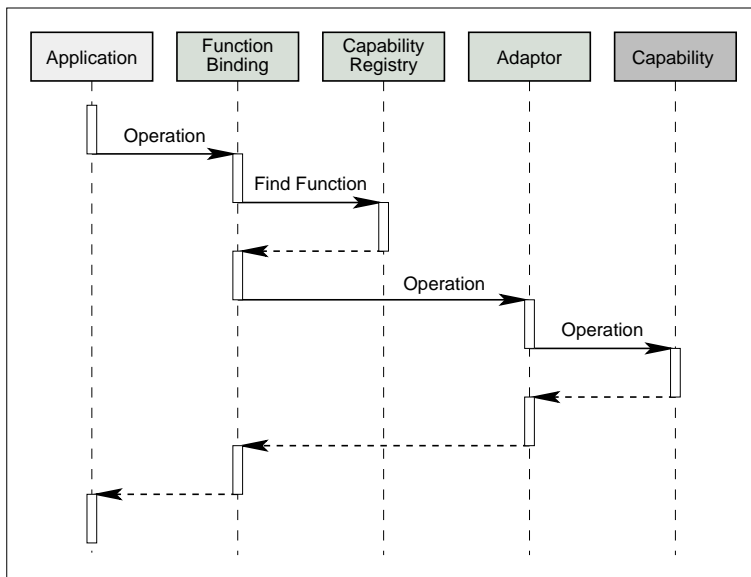 Application
Function
Binding
Capability
Registry
Adaptor
Capability
Operation
Find Function
Operation
Operation